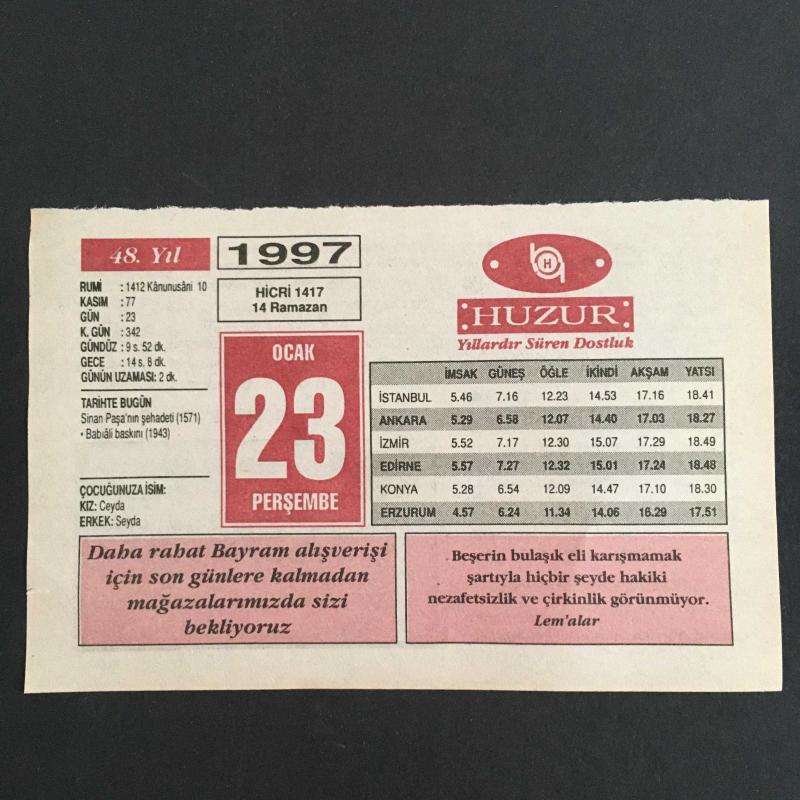 48. Yıl
1997
RUMİ : 1412 Kânunusâni 10
KASIM : 77
GÜN : 23
K. GÜN : 342
GÜNDÜZ : 9 s. 52 dk.
GECE : 14 s. 8 dk.
GÜNÜN UZAMASI: 2 dk.
HİCRİ 1417
14 Ramazan
TARİHTE BUGÜN
Sinan Paşa'nın şehadeti (1571)
• Babıâli baskını (1943)
ÇOCUĞUNUZA İSİM:
KIZ: Ceyda
ERKEK: Seyda
OCAK
23
PERŞEMBE
H
HUZUR
Yıllardır Süren Dostluk
İMSAK GÜNEŞ ÖĞLE İKİNDİ AKŞAM YATSI
İSTANBUL 5.46 7.16 12.23 14.53 17.16 18.41
ANKARA 5.29 6.58 12.07 14.40 17.03 18.27
İZMİR 5.52 7.17 12.30 15.07 17.29 18.49
EDİRNE 5.57 7.27 12.32 15.01 17.24 18.48
KONYA 5.28 6.54 12.09 14.47 17.10 18.30
ERZURUM 4.57 6.24 11.34 14.06 16.29 17.51
Daha rahat Bayram alışverişi
için son günlere kalmadan
mağazalarımızda sizi
bekliyoruz
Beşerin bulaşık eli karışmamak
şartıyla hiçbir şeyde hakiki
nezafetsizlik ve çirkinlik görünmüyor.
Lem'alar